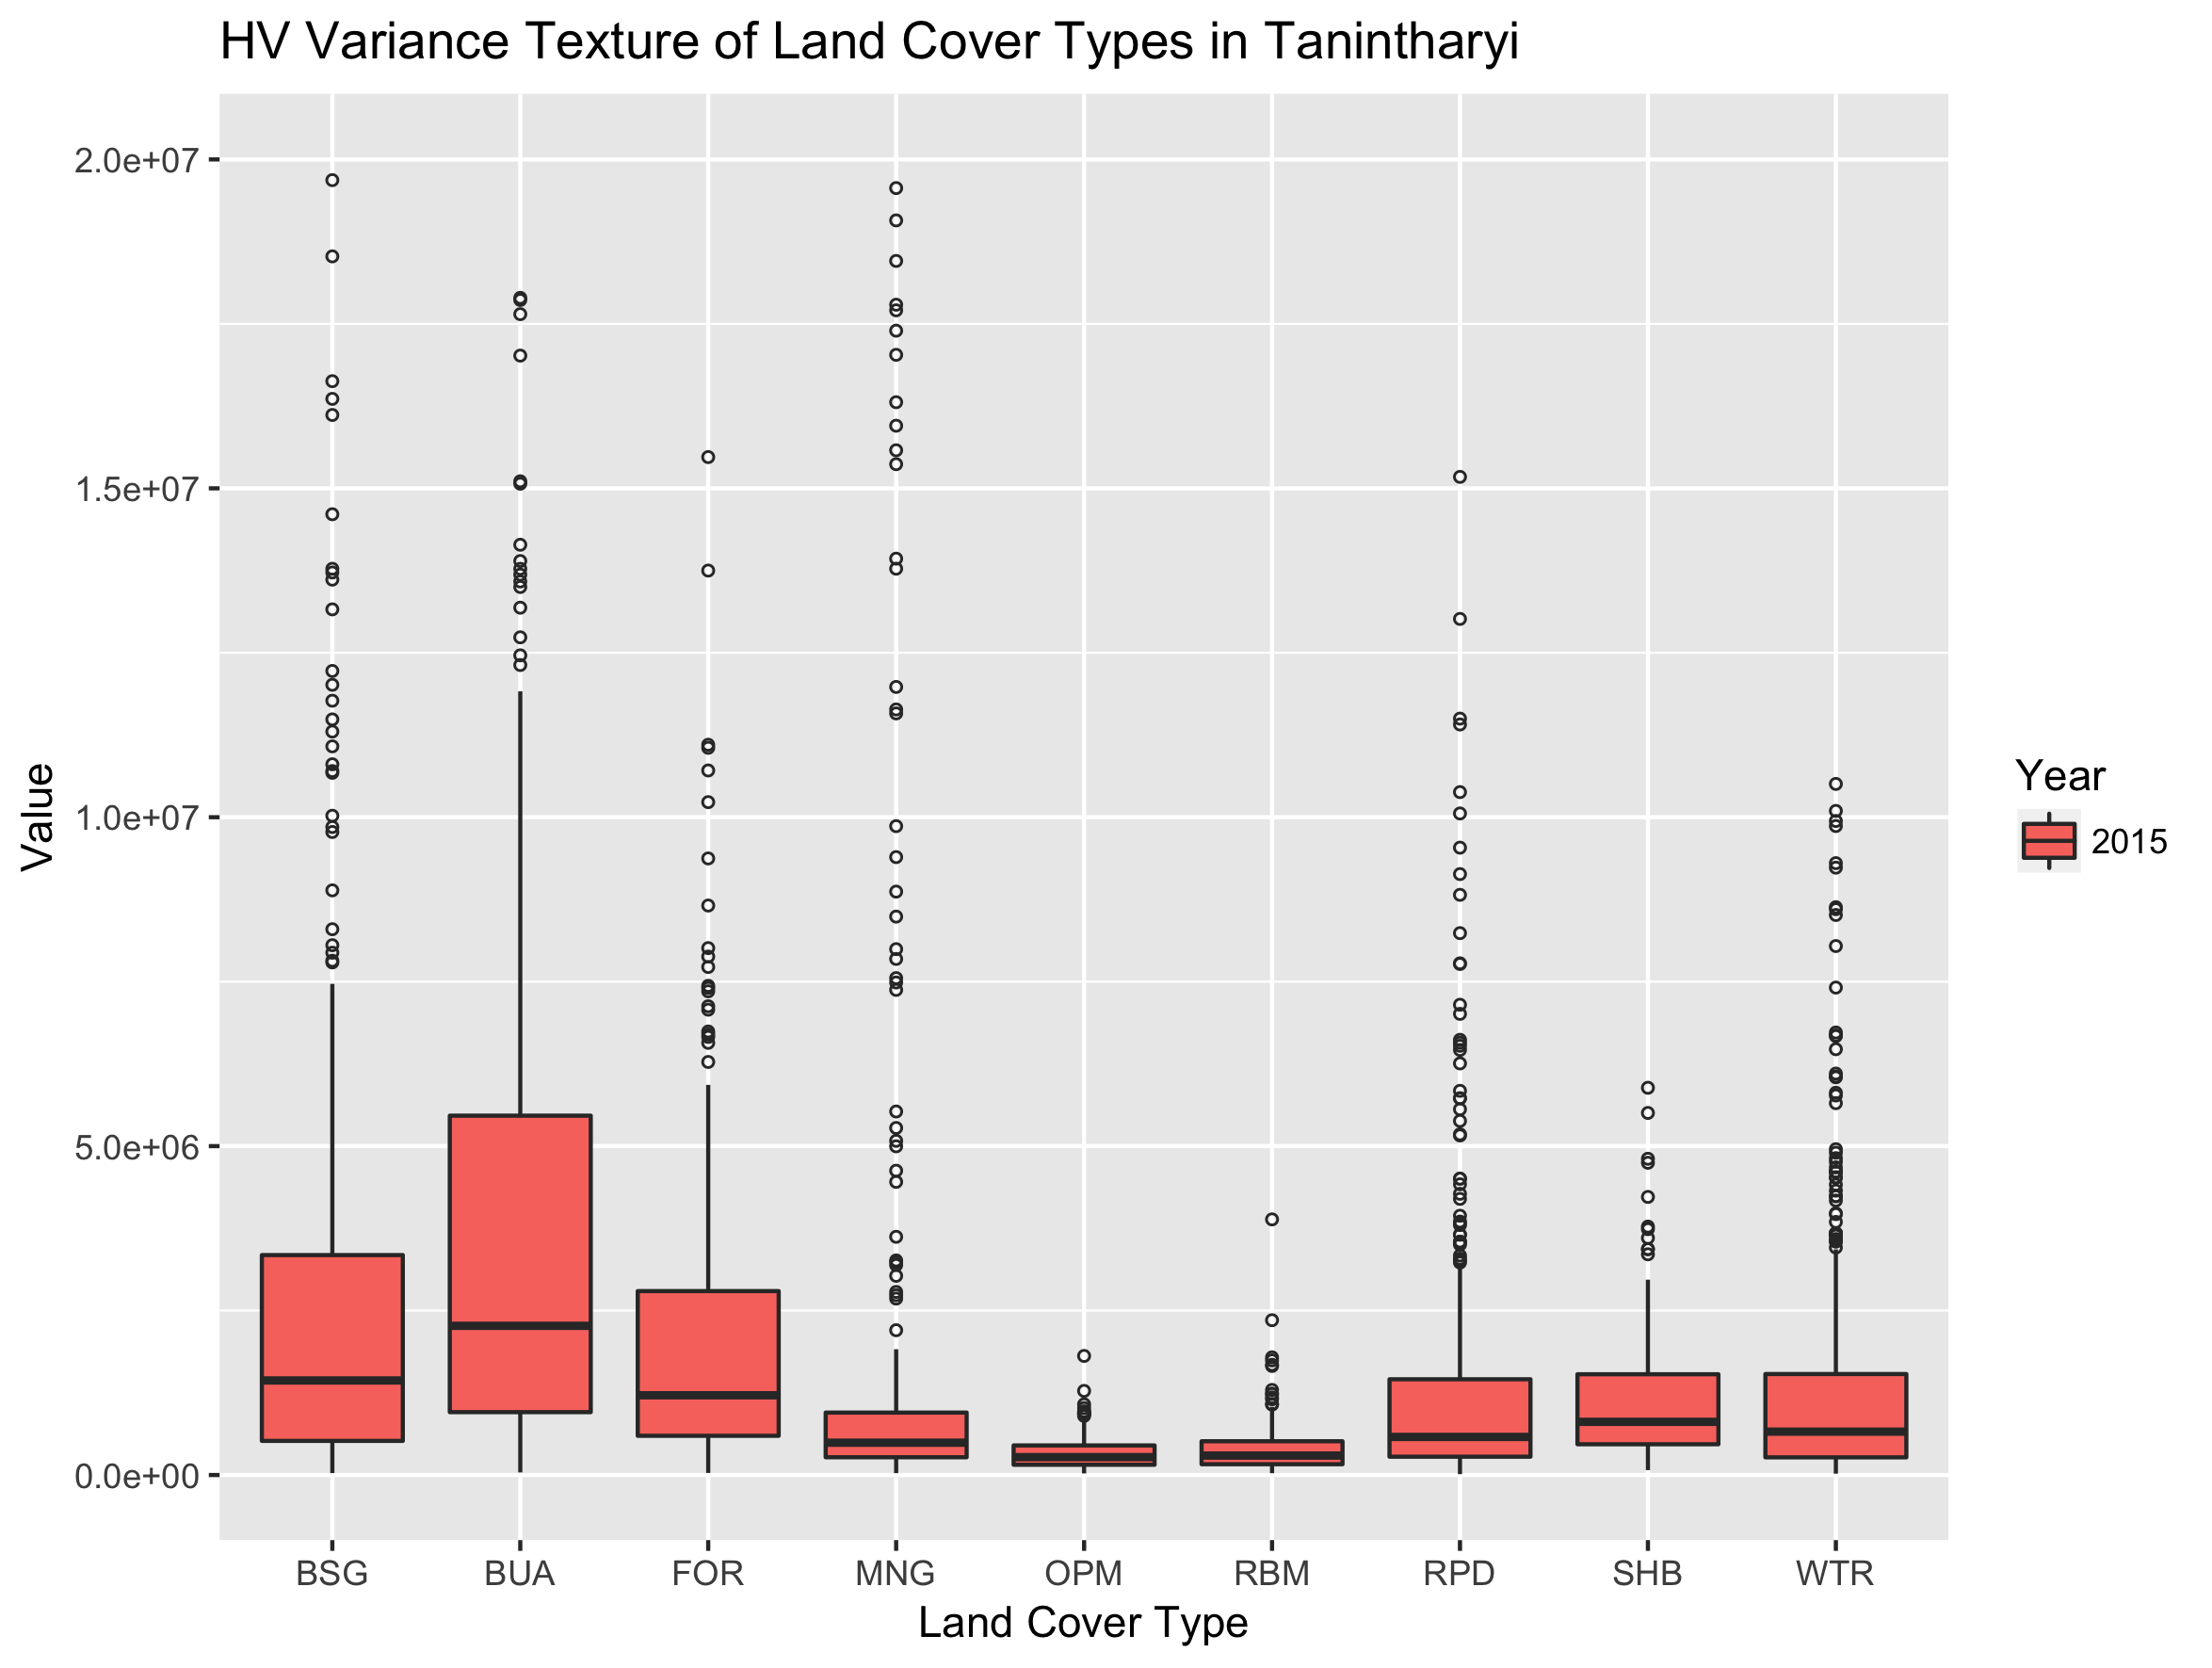 HV Variance Texture of Land Cover Types in Tanintharyi
2.0e+07
1.5e+07
1.0e+07
5.0e+06
0.0e+00
Value
BSG BUA FOR MNG OPM RBM RPD SHB WTR
Land Cover Type
Year
2015